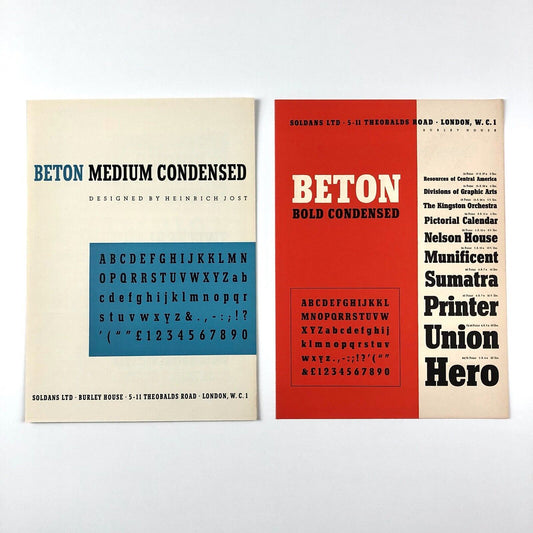 BETON MEDIUM CONDENSED
DESIGNED BY HEINRICH JOST
ABCDEFGHIJKLMN
OPQRRSTUVWXYZab
cdefghijklmnopqr
stuvwxyz&.,-:;!?
'(“”£1234567890
SOLDANS LTD · BURLEY HOUSE · 5-11 THEOBALDS ROAD · LONDON, W.C.1
SOLDANS LTD · 5-11 THEOBALDS ROAD · LONDON, W.C.1
BURLEY HOUSE
BETON
BOLD CONDENSED
ABCDEFGHIJKKL
MNOPQRRSTUVW
XYZabcdefghijkl
klmnopqrstuv
wxyz.,-:;!?'(“”
&£1234567890
Resources of Central America
Divisions of Graphic Arts
The Kingston Orchestra
Pictorial Calendar
Nelson House
Munificent
Sumatra
Printer
Union
Hero